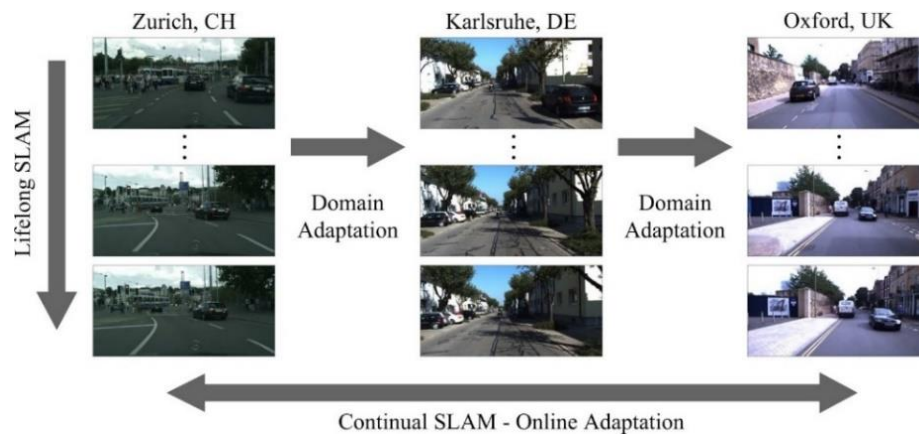 Zurich, CH
Karlsruhe, DE
Oxford, UK
Lifelong SLAM
Domain
Adaptation
Domain
Adaptation
Continual SLAM - Online Adaptation